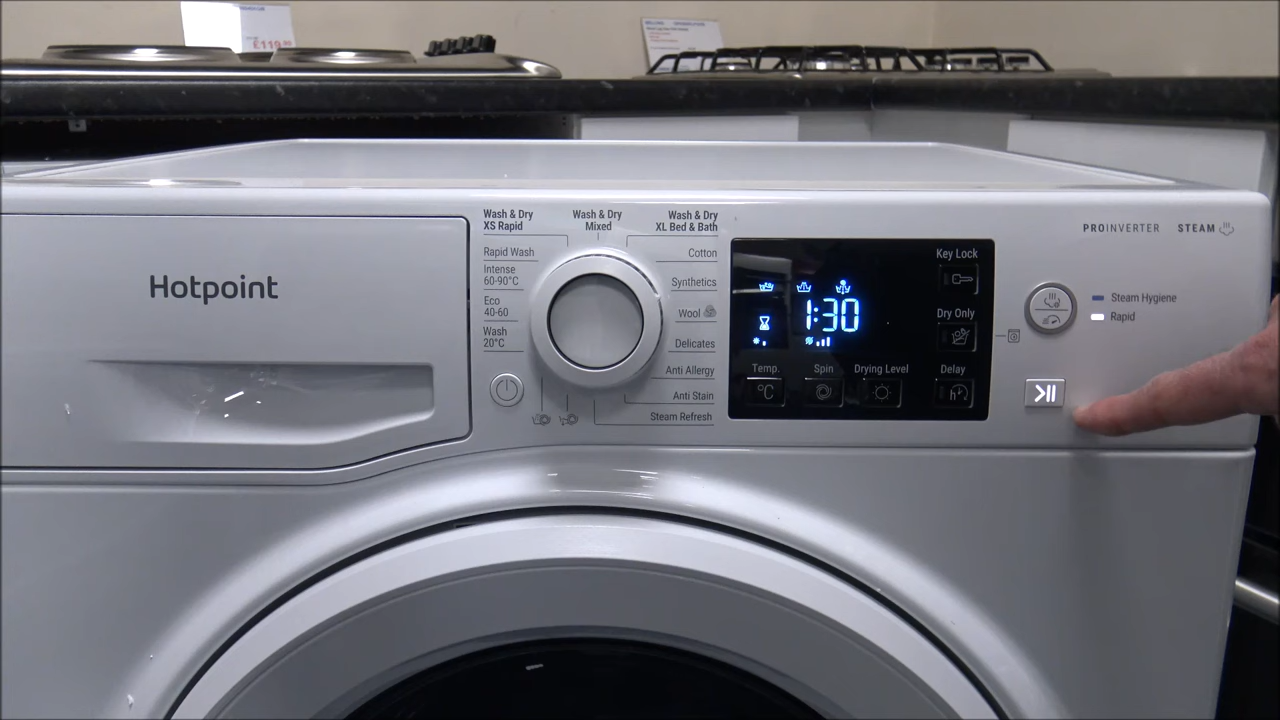 £119.00
Hotpoint
Wash & Dry
XS Rapid
Wash & Dry
Mixed
Wash & Dry
XL Bed & Bath
Rapid Wash
Intense
60-90°C
Eco
40-60
Wash
20°C
Cotton
Synthetics
Wool
Delicates
Anti Allergy
Anti Stain
Steam Refresh
1:30
Key Lock
Dry Only
Temp.
Spin
Drying Level
Delay
°C
h
PROINVERTER
STEAM
Steam Hygiene
Rapid